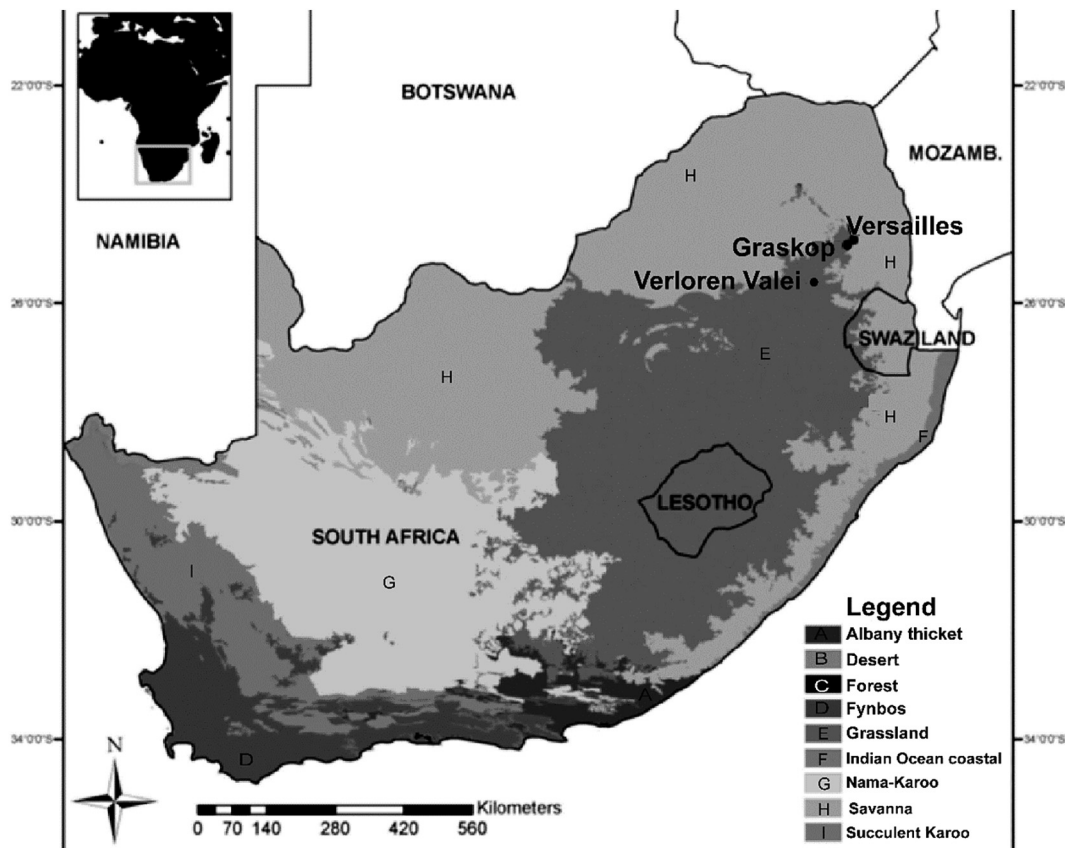 BOTSWANA
22°0'0"S
22°0'0"S
MOZAMB.
H
NAMIBIA
Versailles
Graskop
H
Verloren Valei
26°0'0"S
26°0'0"S
SWAZILAND
E
H
H
F
LESOTHO
30°0'0"S
30°0'0"S
SOUTH AFRICA
I
G
Legend
A Albany thicket
B Desert
A
C Forest
D Fynbos
E Grassland
34°0'0"S
34°0'0"S
D
F Indian Ocean coastal
N
G Nama-Karoo
H Savanna
I Succulent Karoo
Kilometers
0 70 140 280 420 560